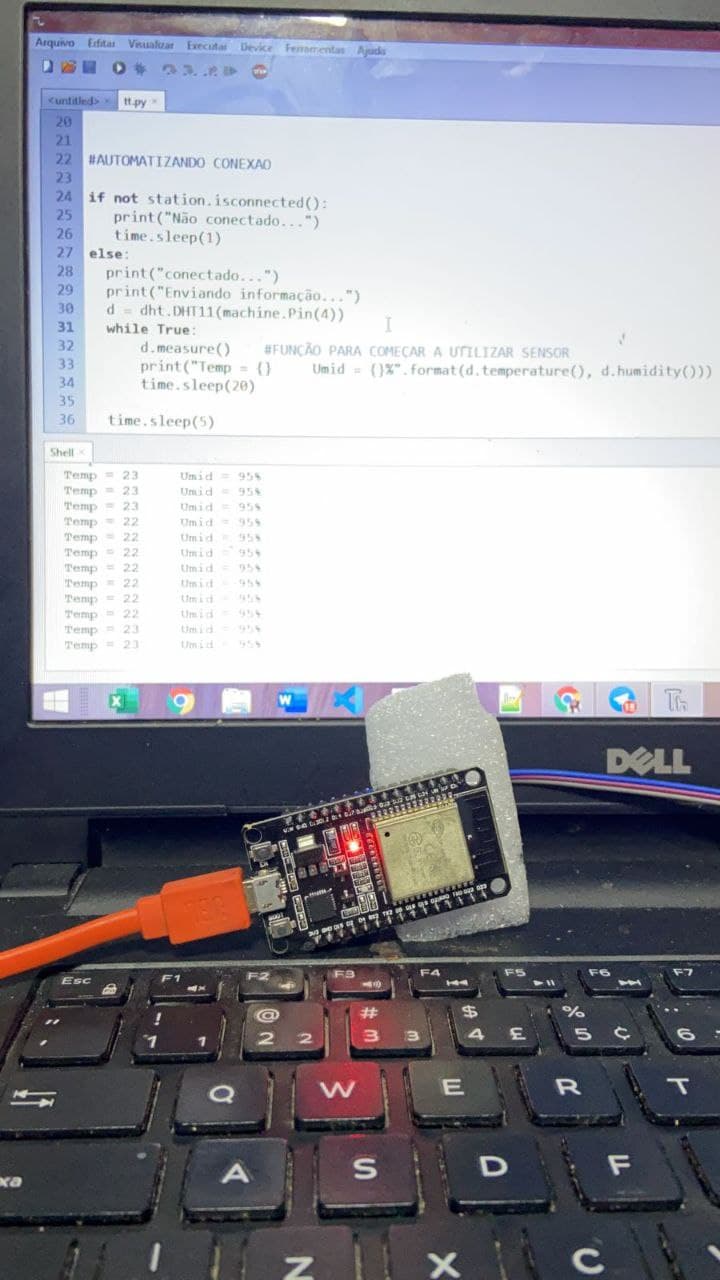 Arquivo Editar Visualizar Executar Device Ferramentas Ajuda
<untitled> × tt.py ×
20
21
22 #AUTOMATIZANDO CONEXAO
23
24 if not station.isconnected():
25 print("Não conectado...")
26 time.sleep(1)
27 else:
28 print("conectado...")
29 print("Enviando informação...")
30 d = dht.DHT11(machine.Pin(4))
31 while True:
32 d.measure() #FUNÇÃO PARA COMEÇAR A UTILIZAR SENSOR
33 print("Temp = {} Umid = {}%".format(d.temperature(), d.humidity()))
34 time.sleep(20)
35
36 time.sleep(5)
Shell ×
Temp = 23 Umid = 95%
Temp = 23 Umid = 95%
Temp = 23 Umid = 95%
Temp = 22 Umid = 95%
Temp = 22 Umid = 95%
Temp = 22 Umid = 95%
Temp = 22 Umid = 95%
Temp = 22 Umid = 95%
Temp = 22 Umid = 95%
Temp = 22 Umid = 95%
Temp = 23 Umid = 95%
Temp = 23 Umid = 95%
DELL
Esc F1 F2 F3 F4 F5 F6 F7
" ! @ # $ % ¨
' 1 1 2 2 3 3 4 £ 5 ¢ 6
Q W E R T
xa A S D F
\ Z X C